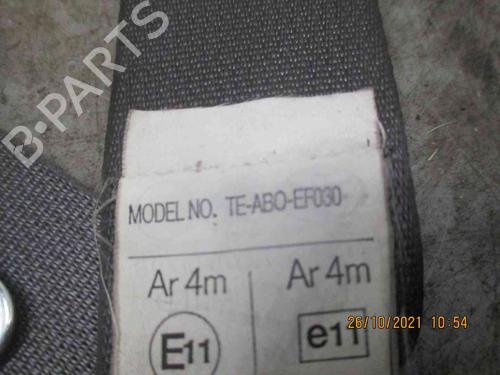 B-PARTS
MODEL NO. TE-ABO-EF030
Ar 4m
Ar 4m
E11
e11
26/10/2021 10:54